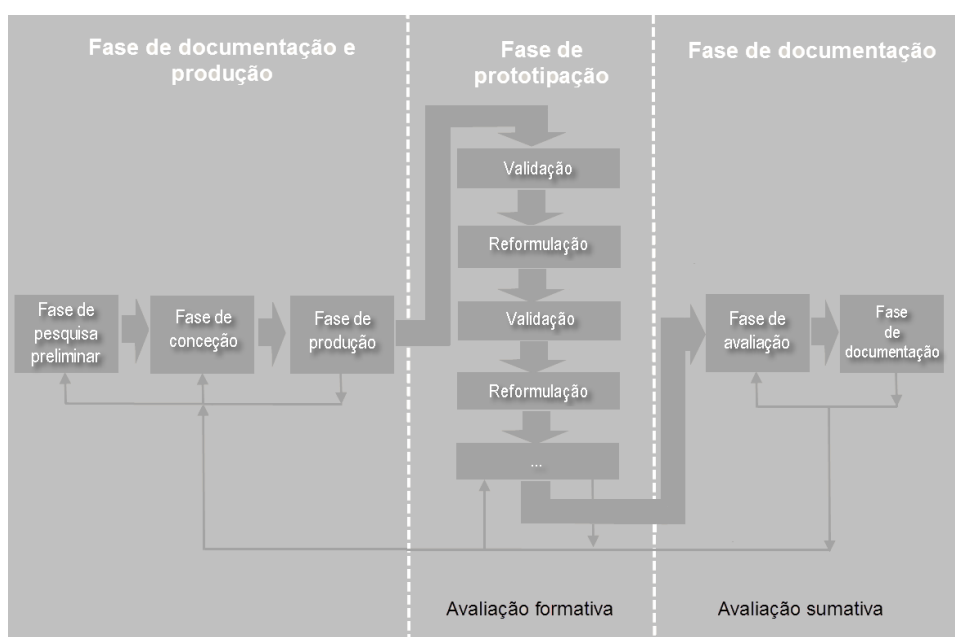 Fase de documentação e
produção
Fase de
prototipação
Fase de documentação
Validação
Reformulação
Validação
Reformulação
...
Fase de
pesquisa
preliminar
Fase de
conceção
Fase de
produção
Fase de
avaliação
Fase
de
documentação
Avaliação formativa
Avaliação sumativa